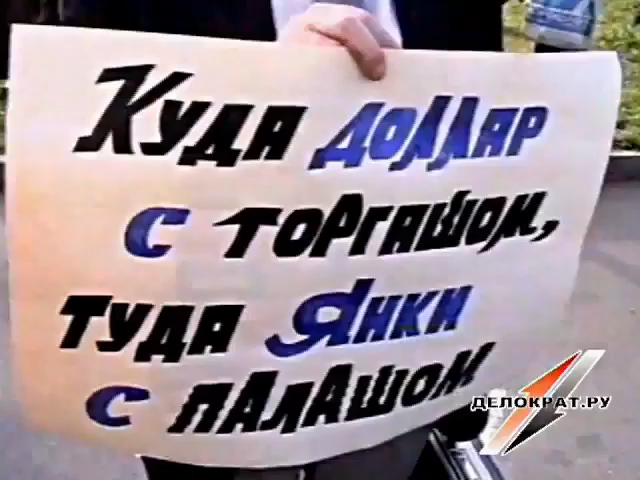 Куда доллар
с торгашом,
туда Янки
с палашом
ДЕЛОКРАТ.РУ